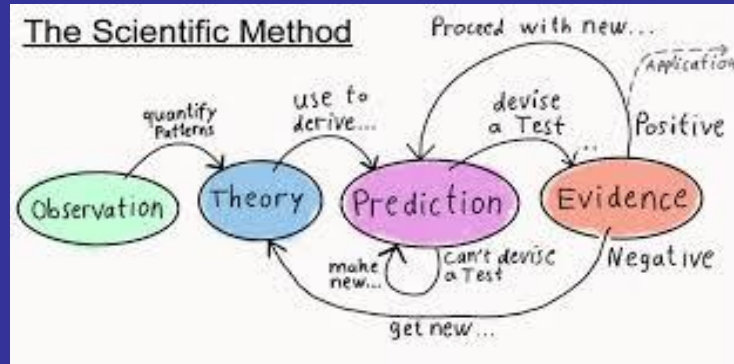 The Scientific Method
Proceed with new...
Application
quantify
Patterns
use to
derive...
devise
a Test
..
Positive
Observation
Theory
Prediction
Evidence
make
new...
can't devise
a Test
Negative
get new...